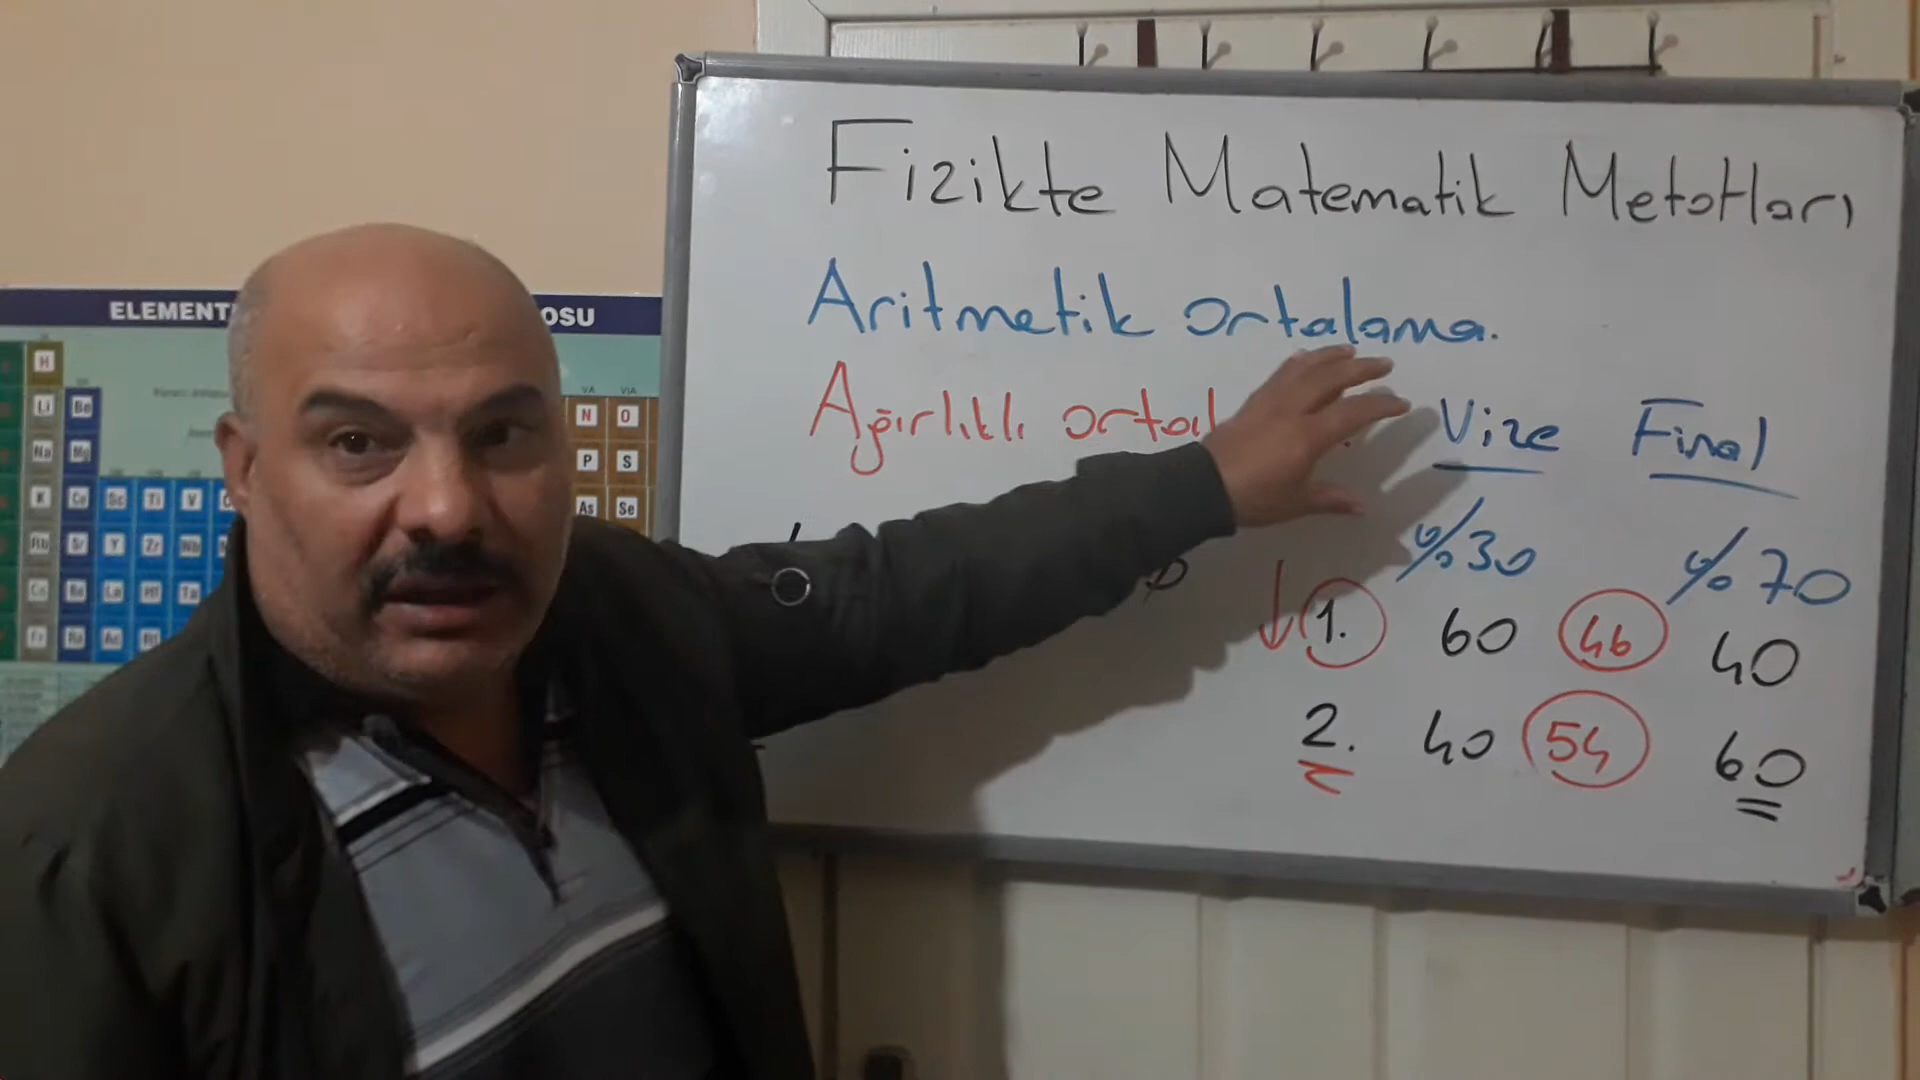 Fizikte Matematik Metotları
Aritmetik ortalama.
Ağırlıklı
Vize Final
%30 %70
1. 60 46 40
2. 40 54 60
H
Li Be
Na Mg
K Ca Sc Ti V
Rb Sr Y Zr Nb
Cs Ba La Hf Ta
Fr Ra Ac
VA VIA
N O
P S
As Se